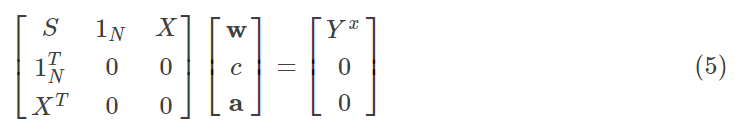 [ S 1_N X ] [ w ] = [ Y^x ]
[ 1_N^T 0 0 ] [ c ] [ 0 ] (5)
[ X^T 0 0 ] [ a ] [ 0 ]